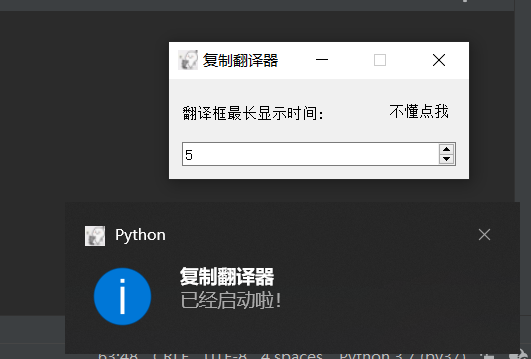 复制翻译器
翻译框最长显示时间:
不懂点我
5
Python
复制翻译器
已经启动啦!
63:48 CRLF UTF-8 4 spaces Python 3.7 (py37)